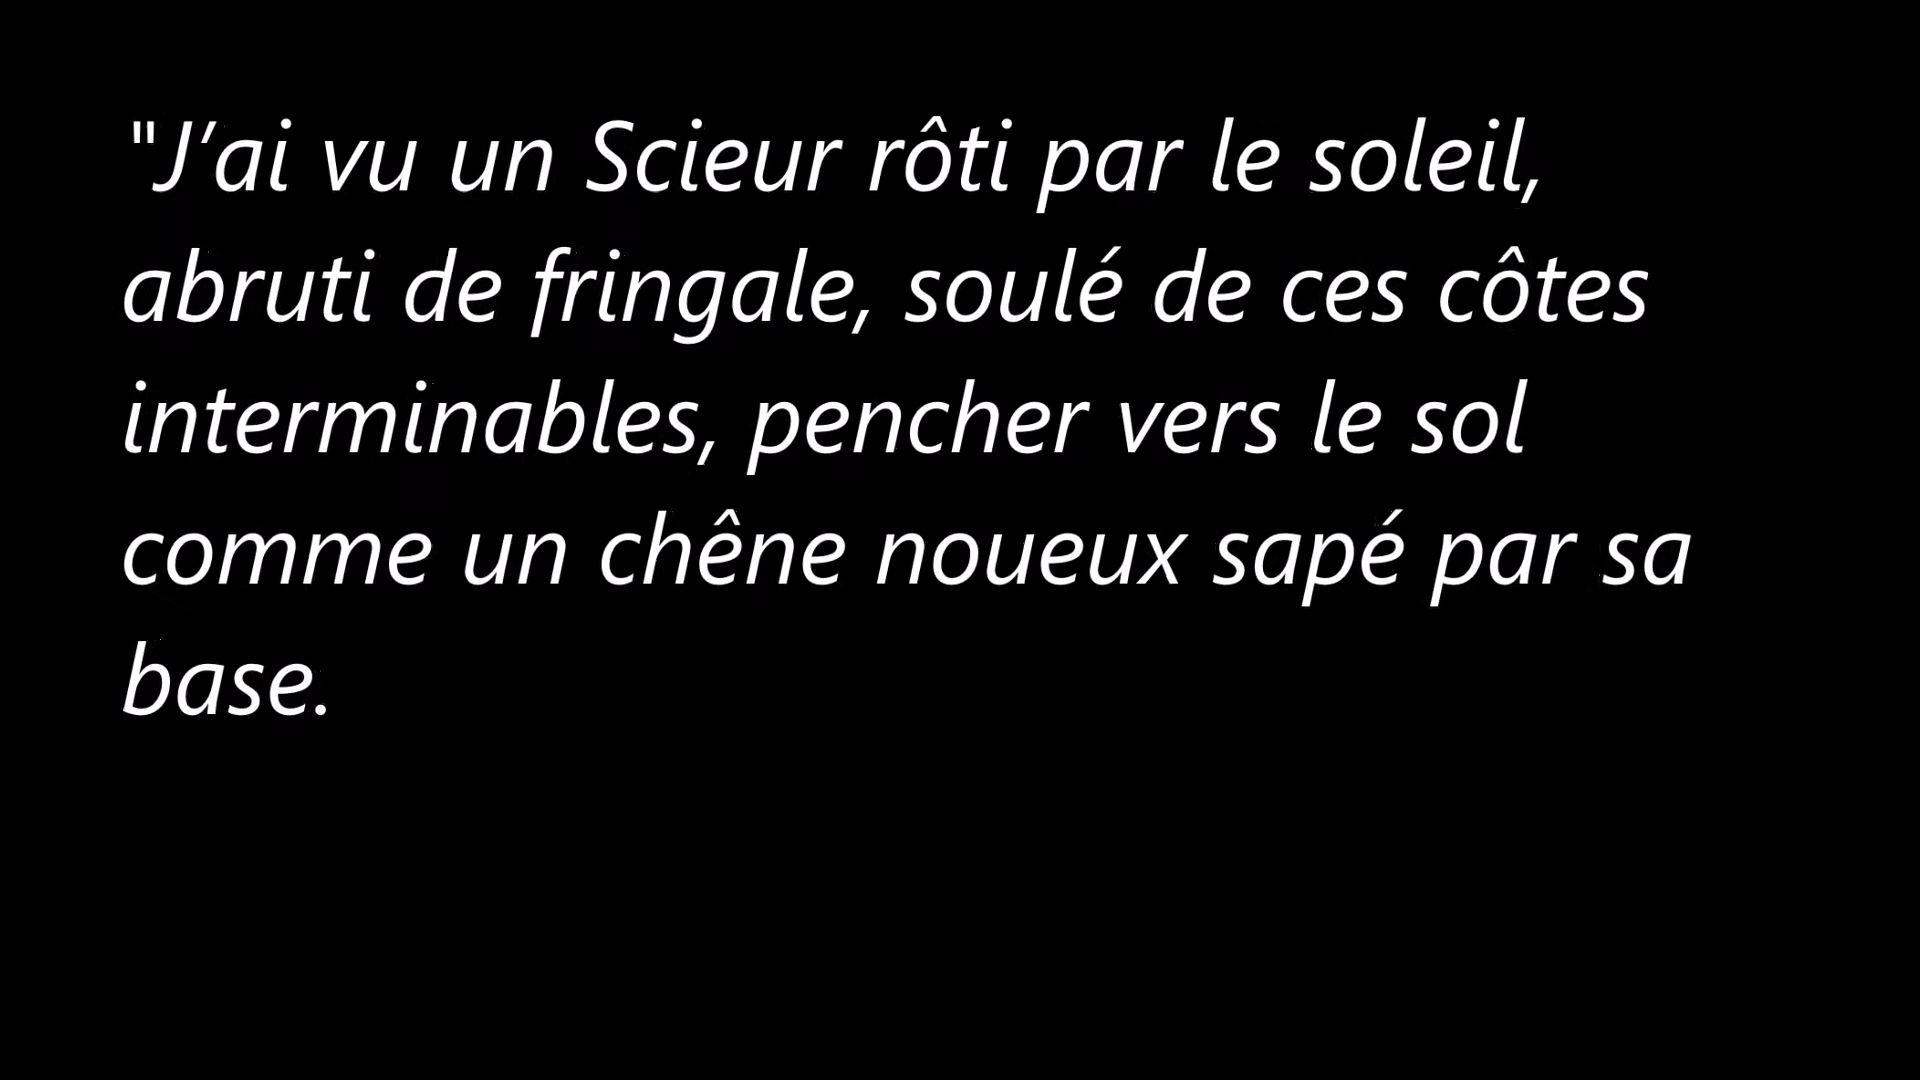 "J’ai vu un Scieur rôti par le soleil,
abruti de fringale, soulé de ces côtes
interminables, pencher vers le sol
comme un chêne noueux sapé par sa
base.